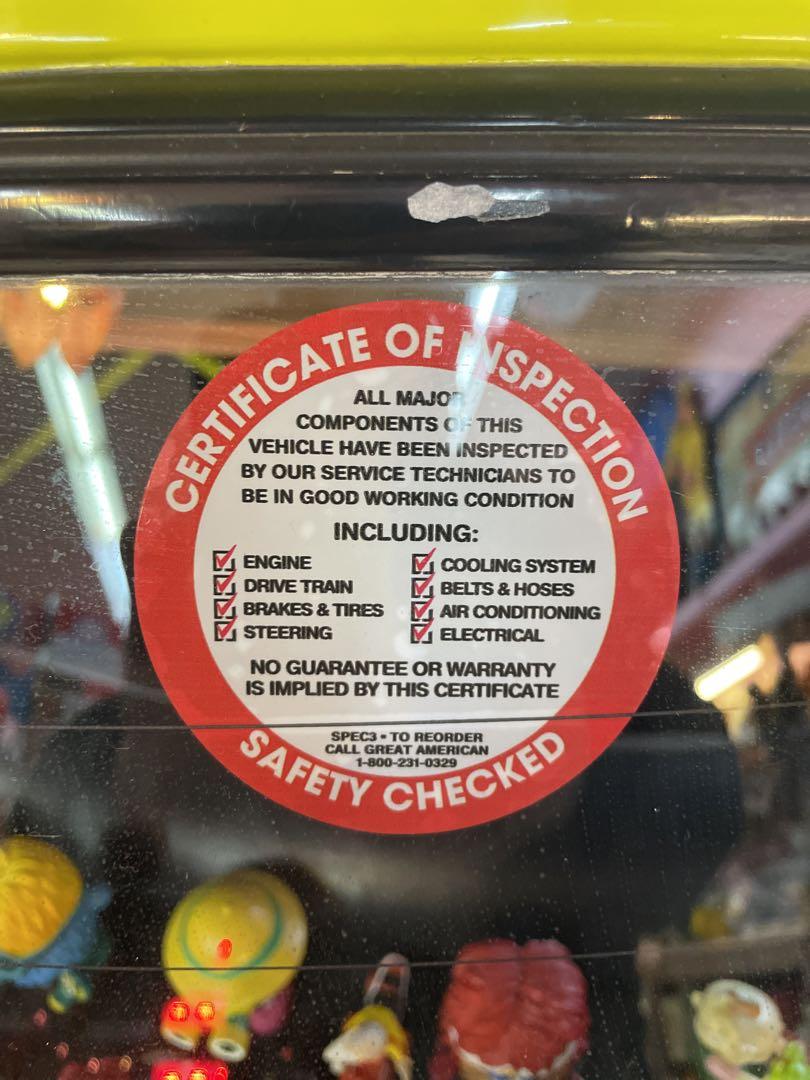 CERTIFICATE OF INSPECTION
ALL MAJOR
COMPONENTS OF THIS
VEHICLE HAVE BEEN INSPECTED
BY OUR SERVICE TECHNICIANS TO
BE IN GOOD WORKING CONDITION
INCLUDING:
ENGINE
DRIVE TRAIN
BRAKES & TIRES
STEERING
COOLING SYSTEM
BELTS & HOSES
AIR CONDITIONING
ELECTRICAL
NO GUARANTEE OR WARRANTY
IS IMPLIED BY THIS CERTIFICATE
SPEC3 • TO REORDER
CALL GREAT AMERICAN
1-800-231-0329
SAFETY CHECKED